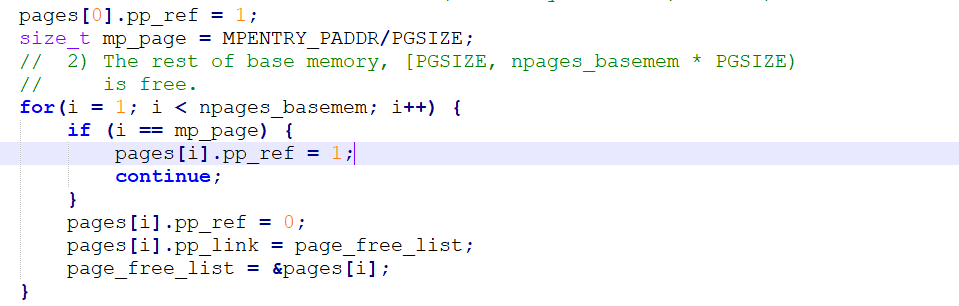 pages[0].pp_ref = 1;
size_t mp_page = MPENTRY_PADDR/PGSIZE;
//  2) The rest of base memory, [PGSIZE, npages_basemem * PGSIZE)
//     is free.
for(i = 1; i < npages_basemem; i++) {
    if (i == mp_page) {
        pages[i].pp_ref = 1;
        continue;
    }
    pages[i].pp_ref = 0;
    pages[i].pp_link = page_free_list;
    page_free_list = &pages[i];
}